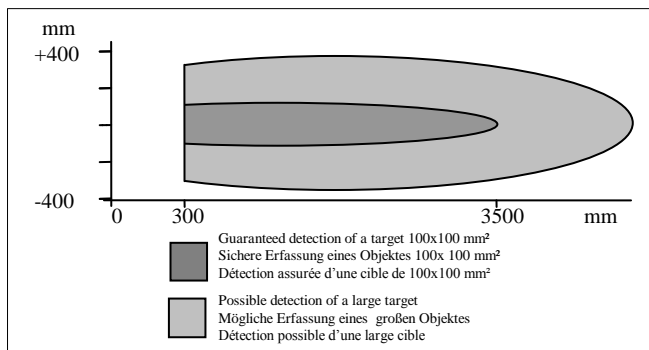 mm
+400
-400
0 300 3500 mm
Guaranteed detection of a target 100x100 mm²
Sichere Erfassung eines Objektes 100x 100 mm²
Détection assurée d'une cible de 100x100 mm²
Possible detection of a large target
Mögliche Erfassung eines großen Objektes
Détection possible d'une large cible